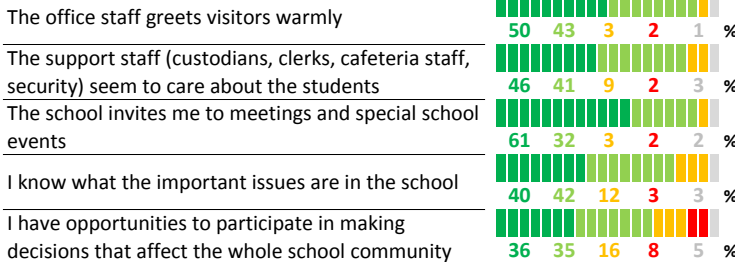 The office staff greets visitors warmly
50 43 3 2 1 %
The support staff (custodians, clerks, cafeteria staff,
security) seem to care about the students
46 41 9 2 3 %
The school invites me to meetings and special school
events
61 32 3 2 2 %
I know what the important issues are in the school
40 42 12 3 3 %
I have opportunities to participate in making
decisions that affect the whole school community
36 35 16 8 5 %